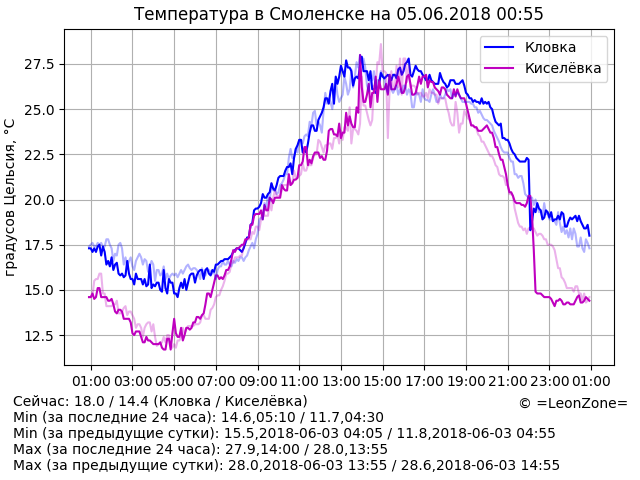 Температура в Смоленске на 05.06.2018 00:55
градусов Цельсия, °C
27.5
25.0
22.5
20.0
17.5
15.0
12.5
Кловка
Киселёвка
01:00 03:00 05:00 07:00 09:00 11:00 13:00 15:00 17:00 19:00 21:00 23:00 01:00
Сейчас: 18.0 / 14.4 (Кловка / Киселёвка)
© =LeonZone=
Min (за последние 24 часа): 14.6,05:10 / 11.7,04:30
Min (за предыдущие сутки): 15.5,2018-06-03 04:05 / 11.8,2018-06-03 04:55
Max (за последние 24 часа): 27.9,14:00 / 28.0,13:55
Max (за предыдущие сутки): 28.0,2018-06-03 13:55 / 28.6,2018-06-03 14:55